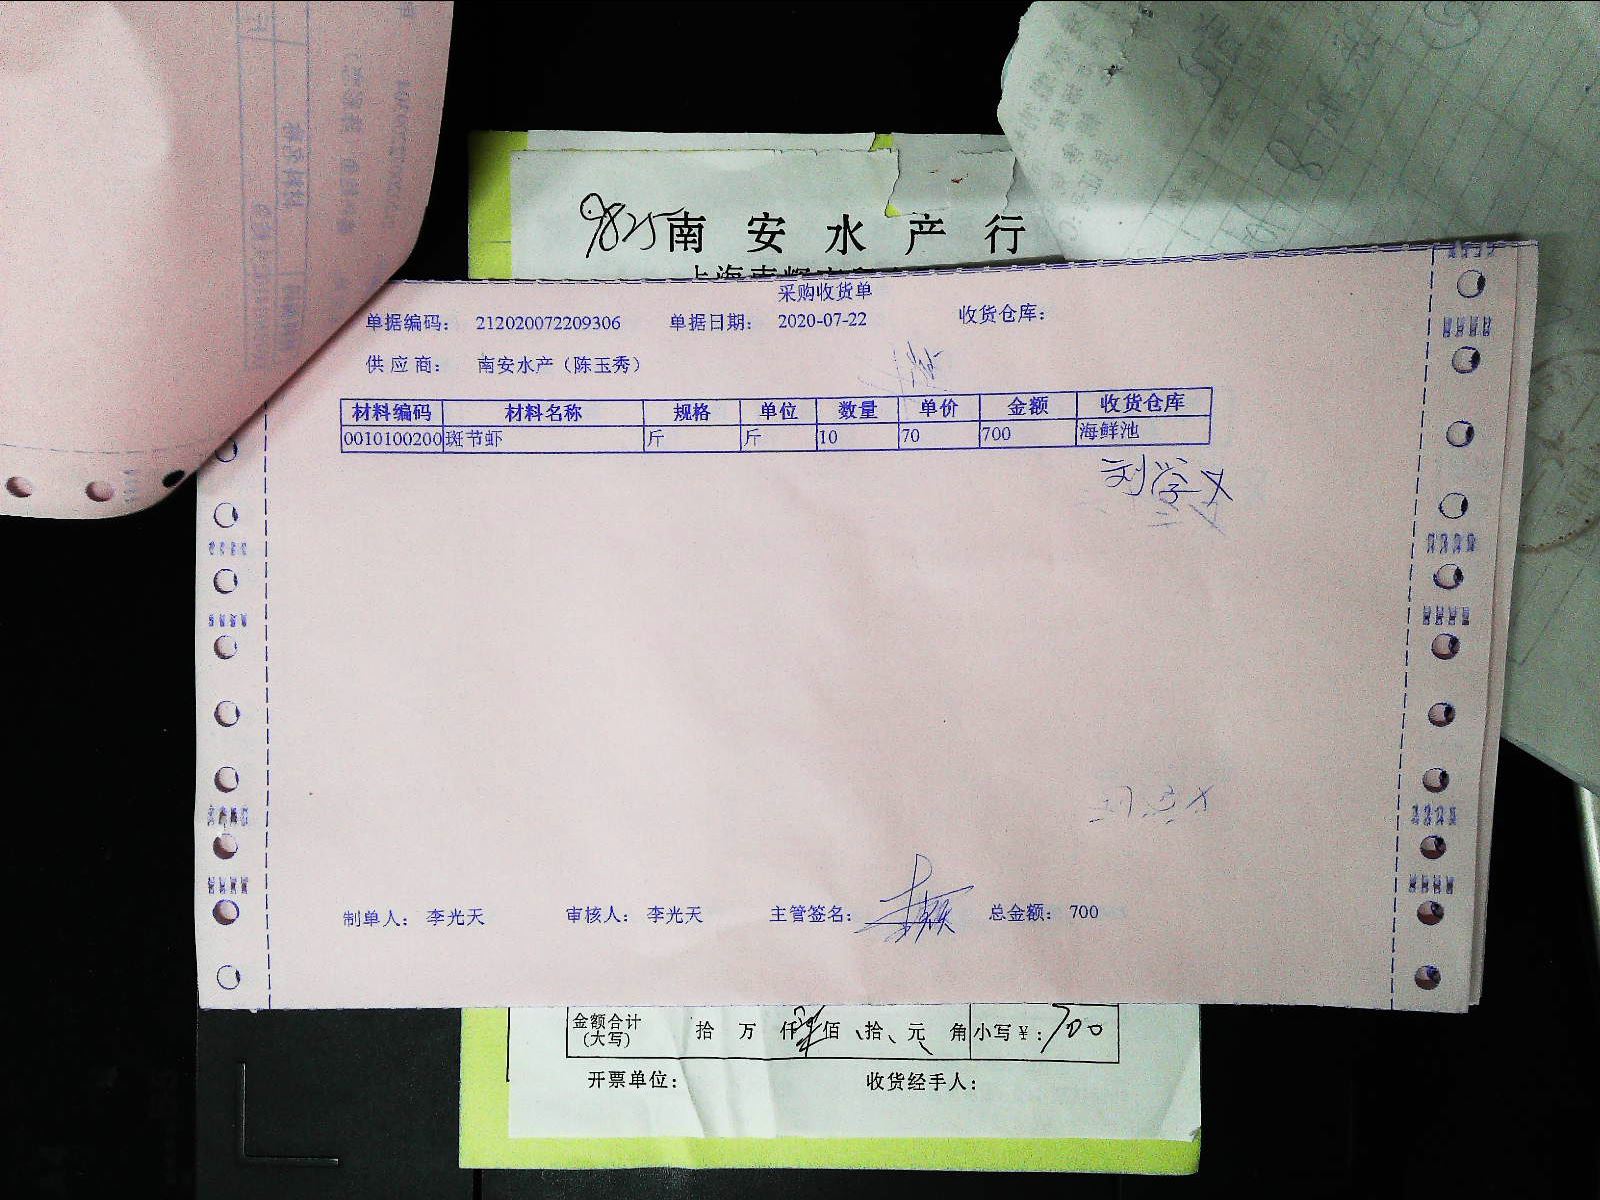 9825
南安水产行
采购收货单
单据编码: 212020072209306 单据日期: 2020-07-22 收货仓库:
供应商: 南安水产（陈玉秀）
材料编码 材料名称 规格 单位 数量 单价 金额 收货仓库
0010100200 斑节虾 斤 斤 10 70 700 海鲜池
刘学义
制单人: 李光天 审核人: 李光天 主管签名: 总金额: 700
金额合计 (大写) 拾 万 仟 佰 拾 元 角 小写￥: 700
开票单位: 收货经手人: